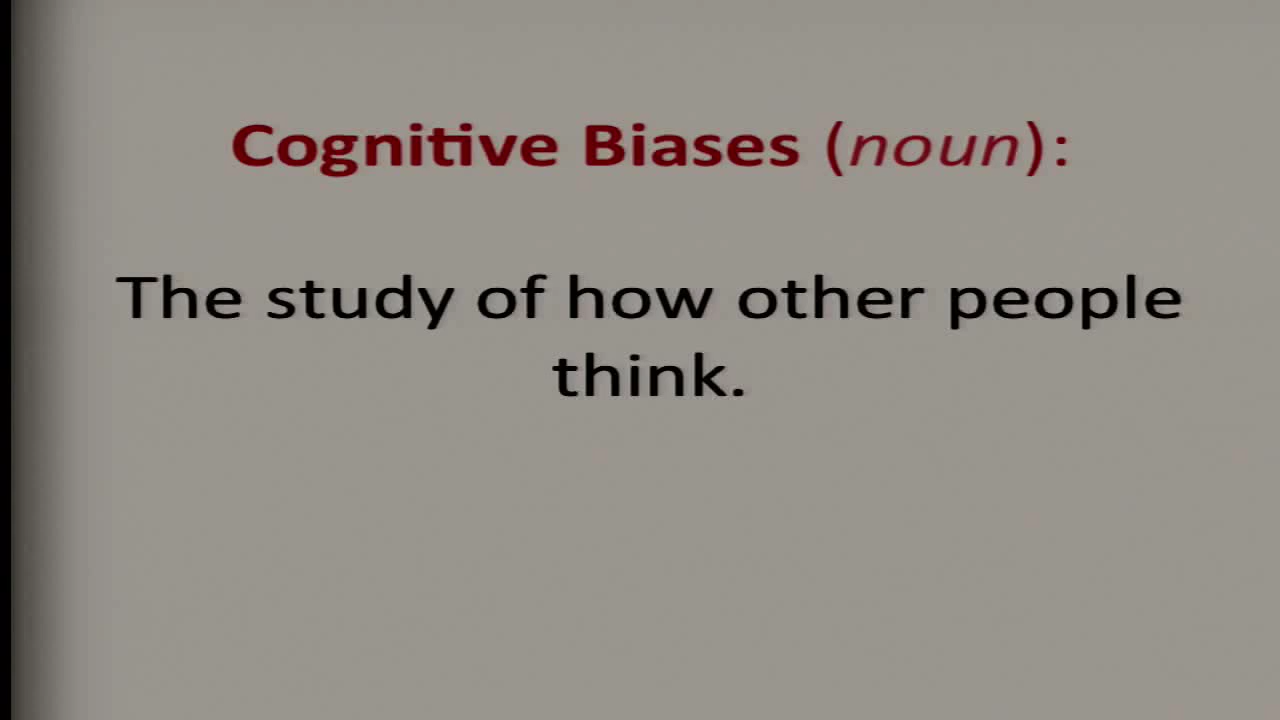 Cognitive Biases (noun):
The study of how other people
think.